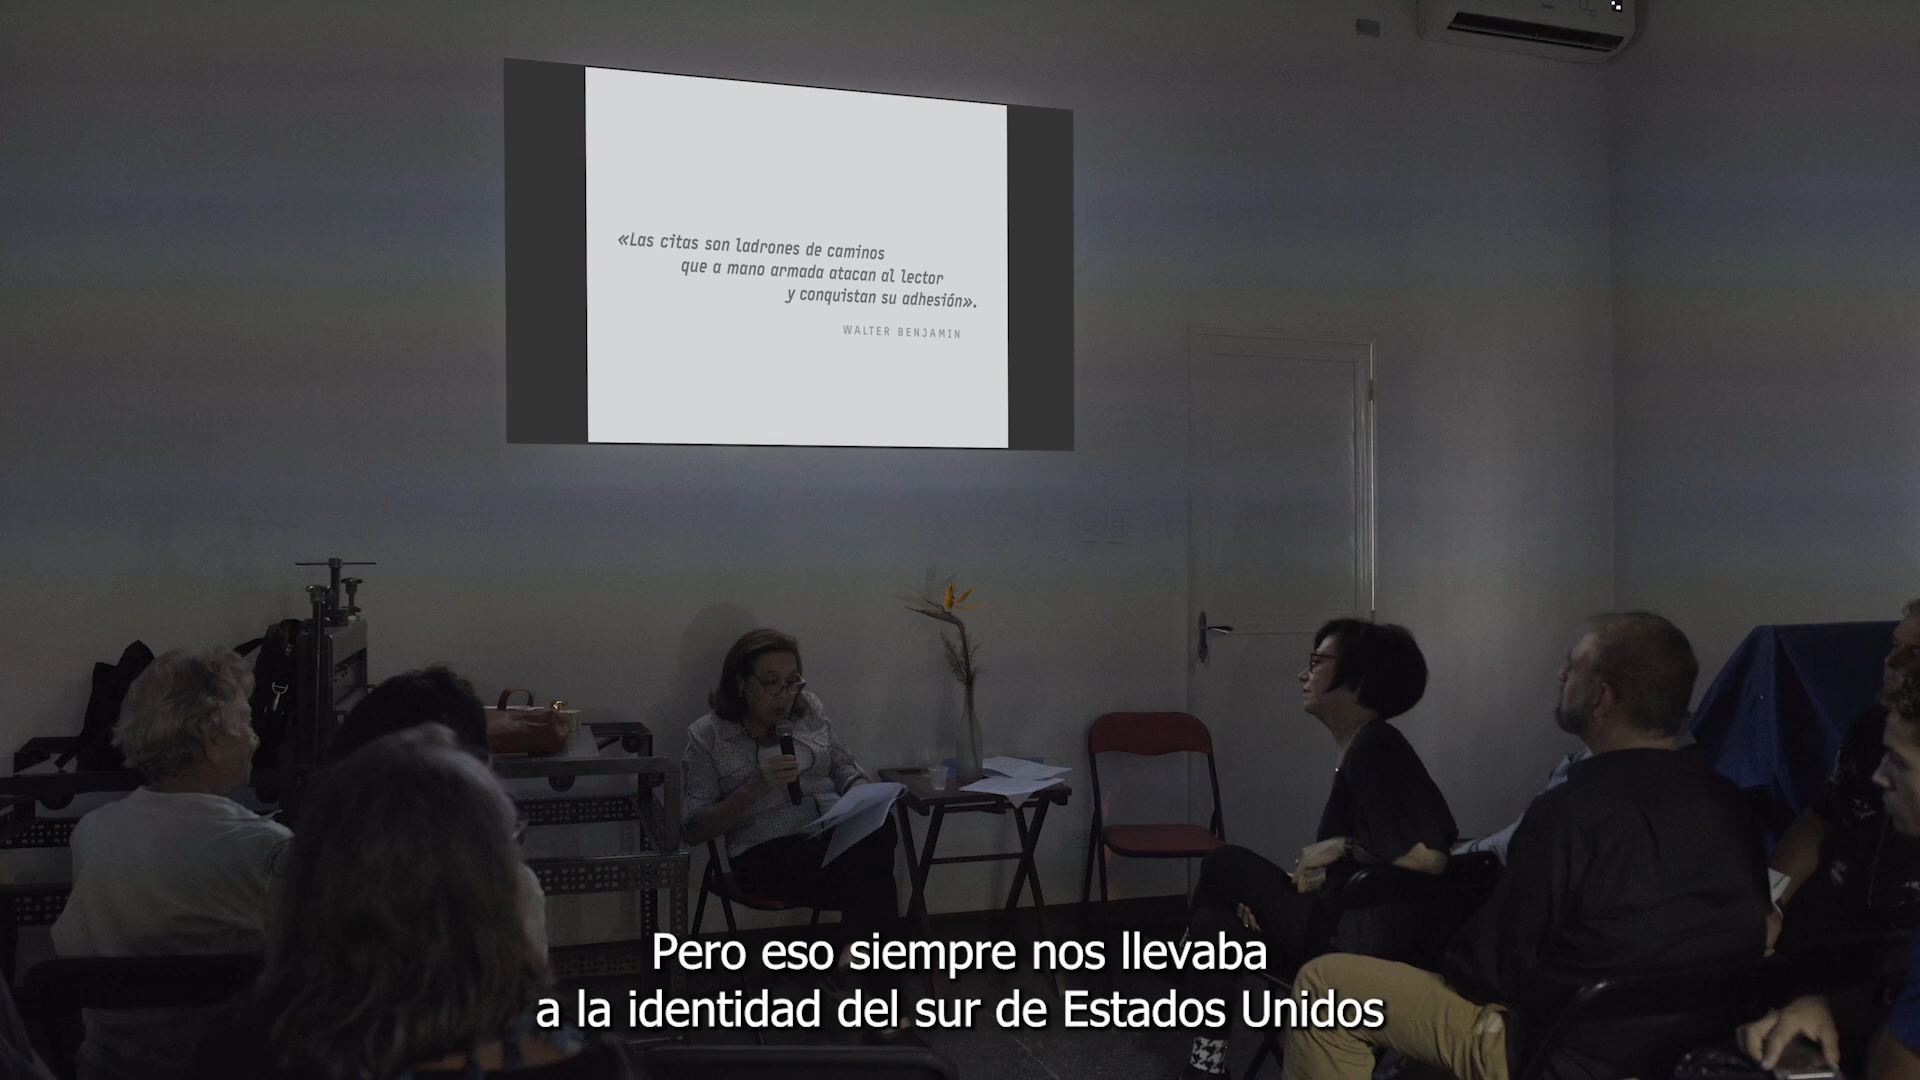 «Las citas son ladrones de caminos
que a mano armada atacan al lector
y conquistan su adhesión».
WALTER BENJAMIN
Pero eso siempre nos llevaba
a la identidad del sur de Estados Unidos